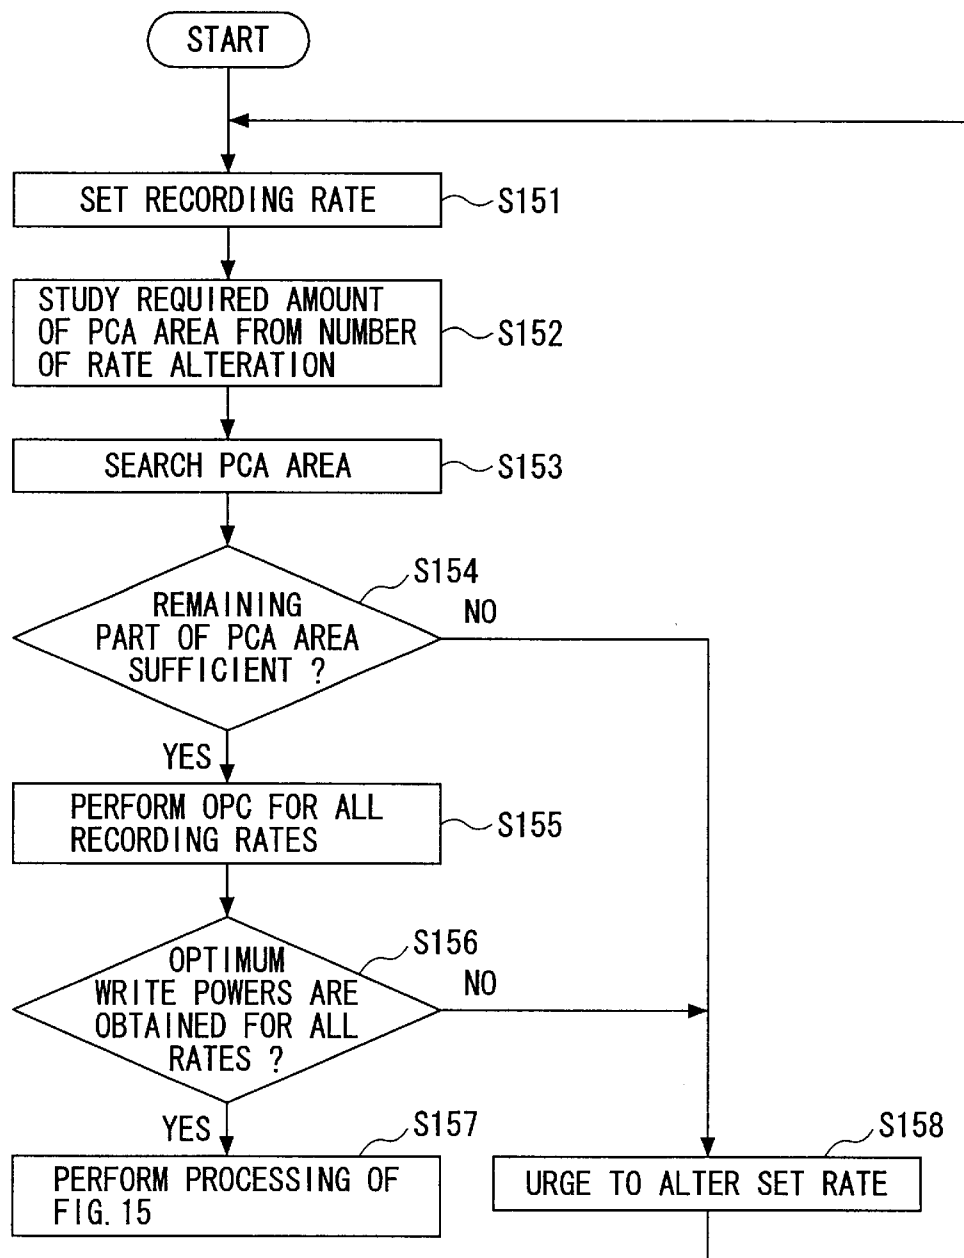 START
SET RECORDING RATE
S151
STUDY REQUIRED AMOUNT
OF PCA AREA FROM NUMBER
OF RATE ALTERATION
S152
SEARCH PCA AREA
S153
REMAINING
PART OF PCA AREA
SUFFICIENT ?
S154
NO
YES
PERFORM OPC FOR ALL
RECORDING RATES
S155
OPTIMUM
WRITE POWERS ARE
OBTAINED FOR ALL
RATES ?
S156
NO
YES
PERFORM PROCESSING OF
FIG. 15
S157
URGE TO ALTER SET RATE
S158